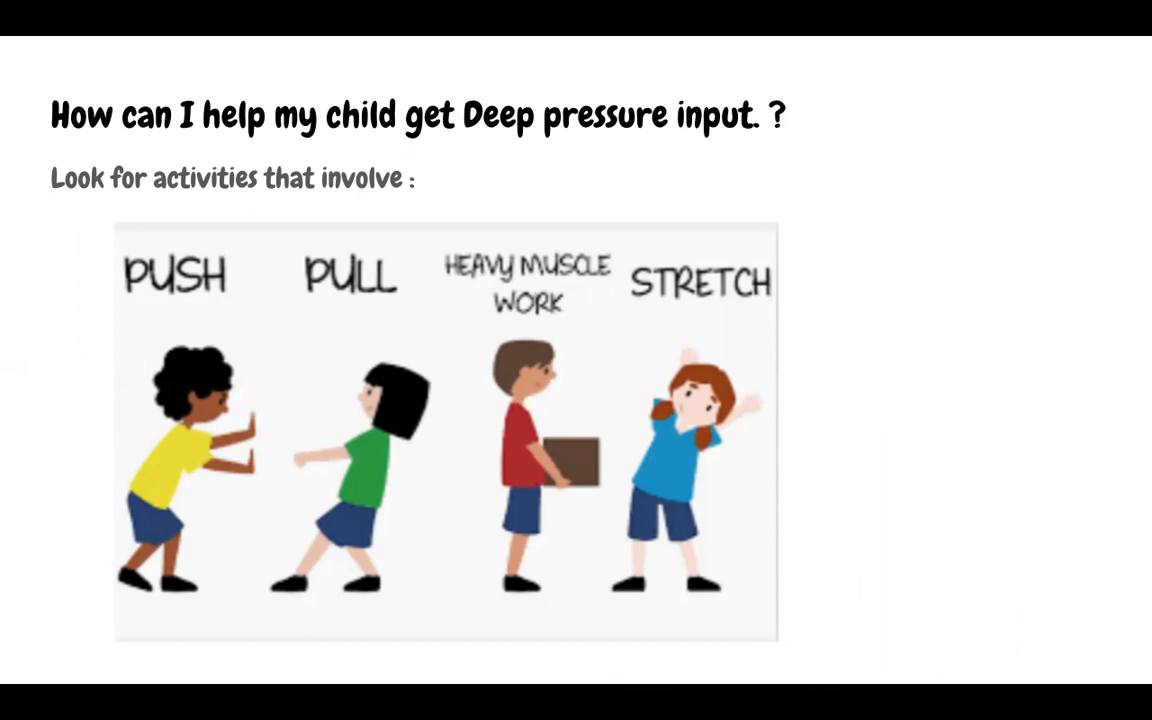 How can I help my child get Deep pressure input. ?
Look for activities that involve :
PUSH PULL HEAVY MUSCLE WORK STRETCH